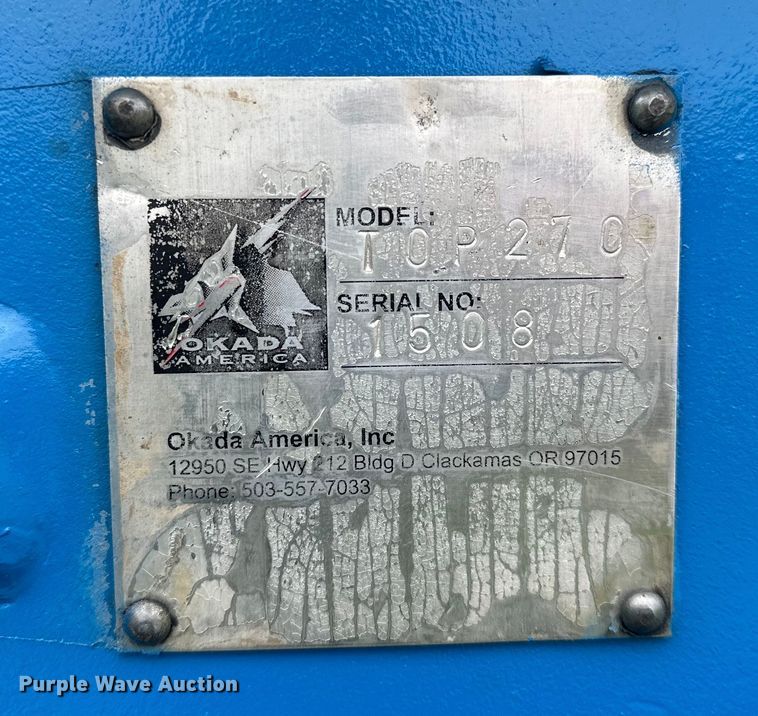 MODEL:
TOP270
SERIAL NO:
1508
OKADA
AMERICA
Okada America, Inc
12950 SE Hwy 212 Bldg D Clackamas OR 97015
Phone: 503-557-7033
Purple Wave Auction